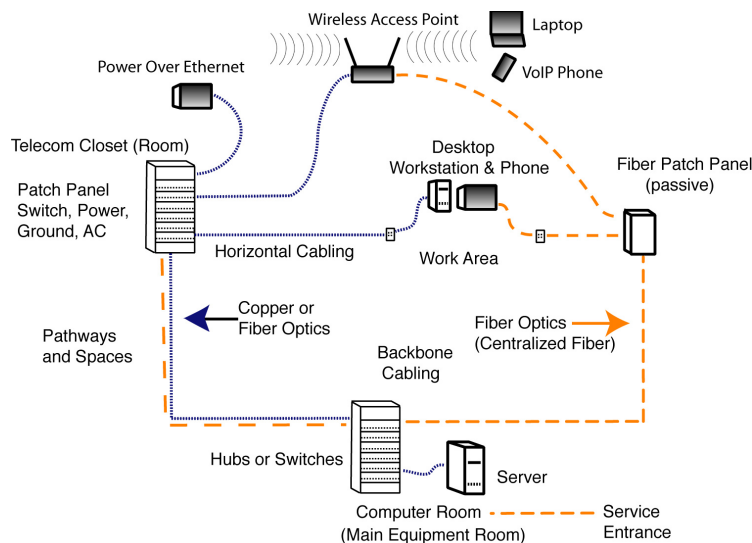 Wireless Access Point
Laptop
VoIP Phone
Power Over Ethernet
Telecom Closet (Room)
Desktop
Workstation & Phone
Fiber Patch Panel
(passive)
Patch Panel
Switch, Power,
Ground, AC
Horizontal Cabling
Work Area
Copper or
Fiber Optics
Fiber Optics
(Centralized Fiber)
Pathways
and Spaces
Backbone
Cabling
Hubs or Switches
Server
Computer Room
(Main Equipment Room)
Service
Entrance